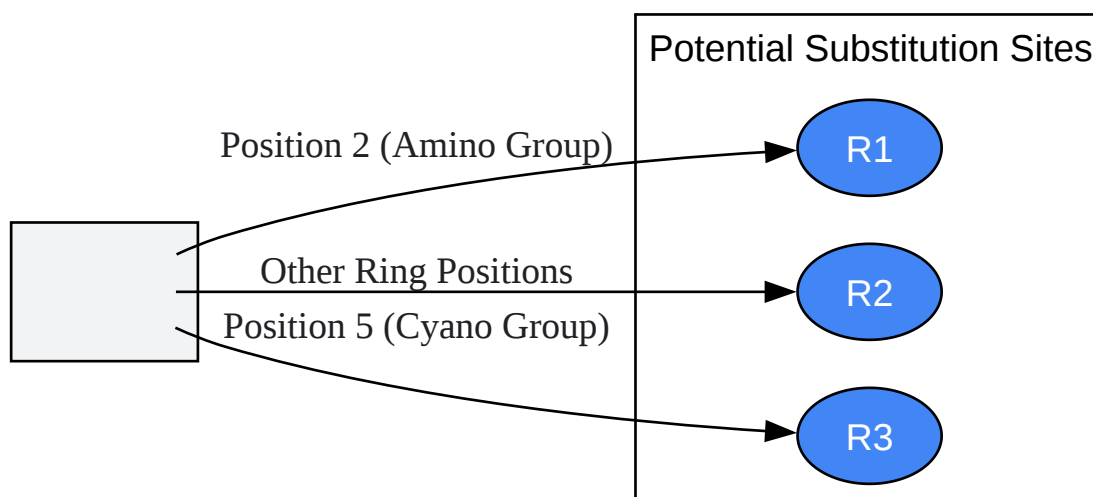 Potential Substitution Sites
Position 2 (Amino Group)
R1
Other Ring Positions
R2
Position 5 (Cyano Group)
R3